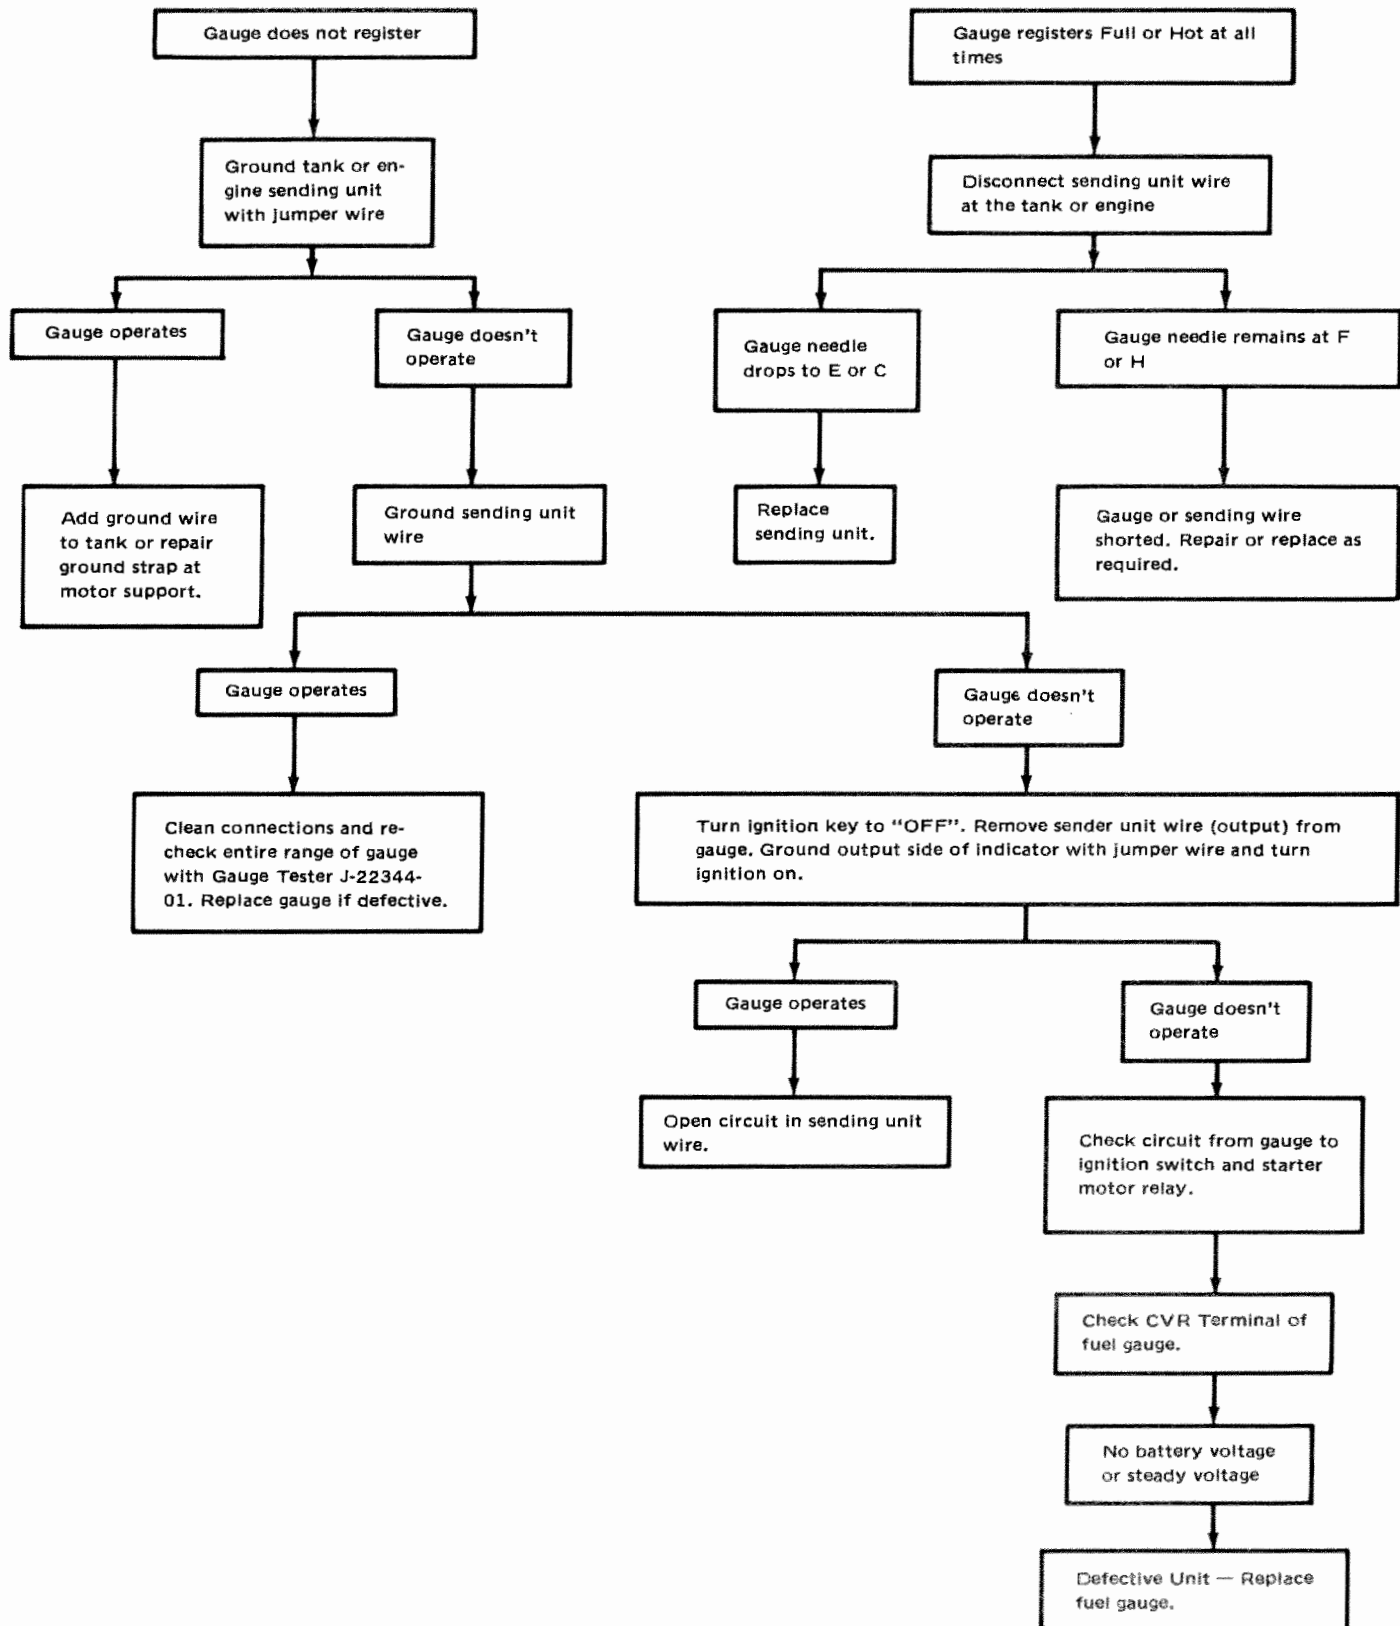 Gauge does not register
Gauge registers Full or Hot at all
times
Ground tank or en-
gine sending unit
with jumper wire
Disconnect sending unit wire
at the tank or engine
Gauge operates
Gauge doesn't
operate
Gauge needle
drops to E or C
Gauge needle remains at F
or H
Add ground wire
to tank or repair
ground strap at
motor support.
Ground sending unit
wire
Replace
sending unit.
Gauge or sending wire
shorted. Repair or replace as
required.
Gauge operates
Gauge doesn't
operate
Clean connections and re-
check entire range of gauge
with Gauge Tester J-22344-
01. Replace gauge if defective.
Turn ignition key to "OFF". Remove sender unit wire (output) from
gauge. Ground output side of indicator with jumper wire and turn
ignition on.
Gauge operates
Gauge doesn't
operate
Open circuit in sending unit
wire.
Check circuit from gauge to
ignition switch and starter
motor relay.
Check CVR Terminal of
fuel gauge.
No battery voltage
or steady voltage
Defective Unit — Replace
fuel gauge.